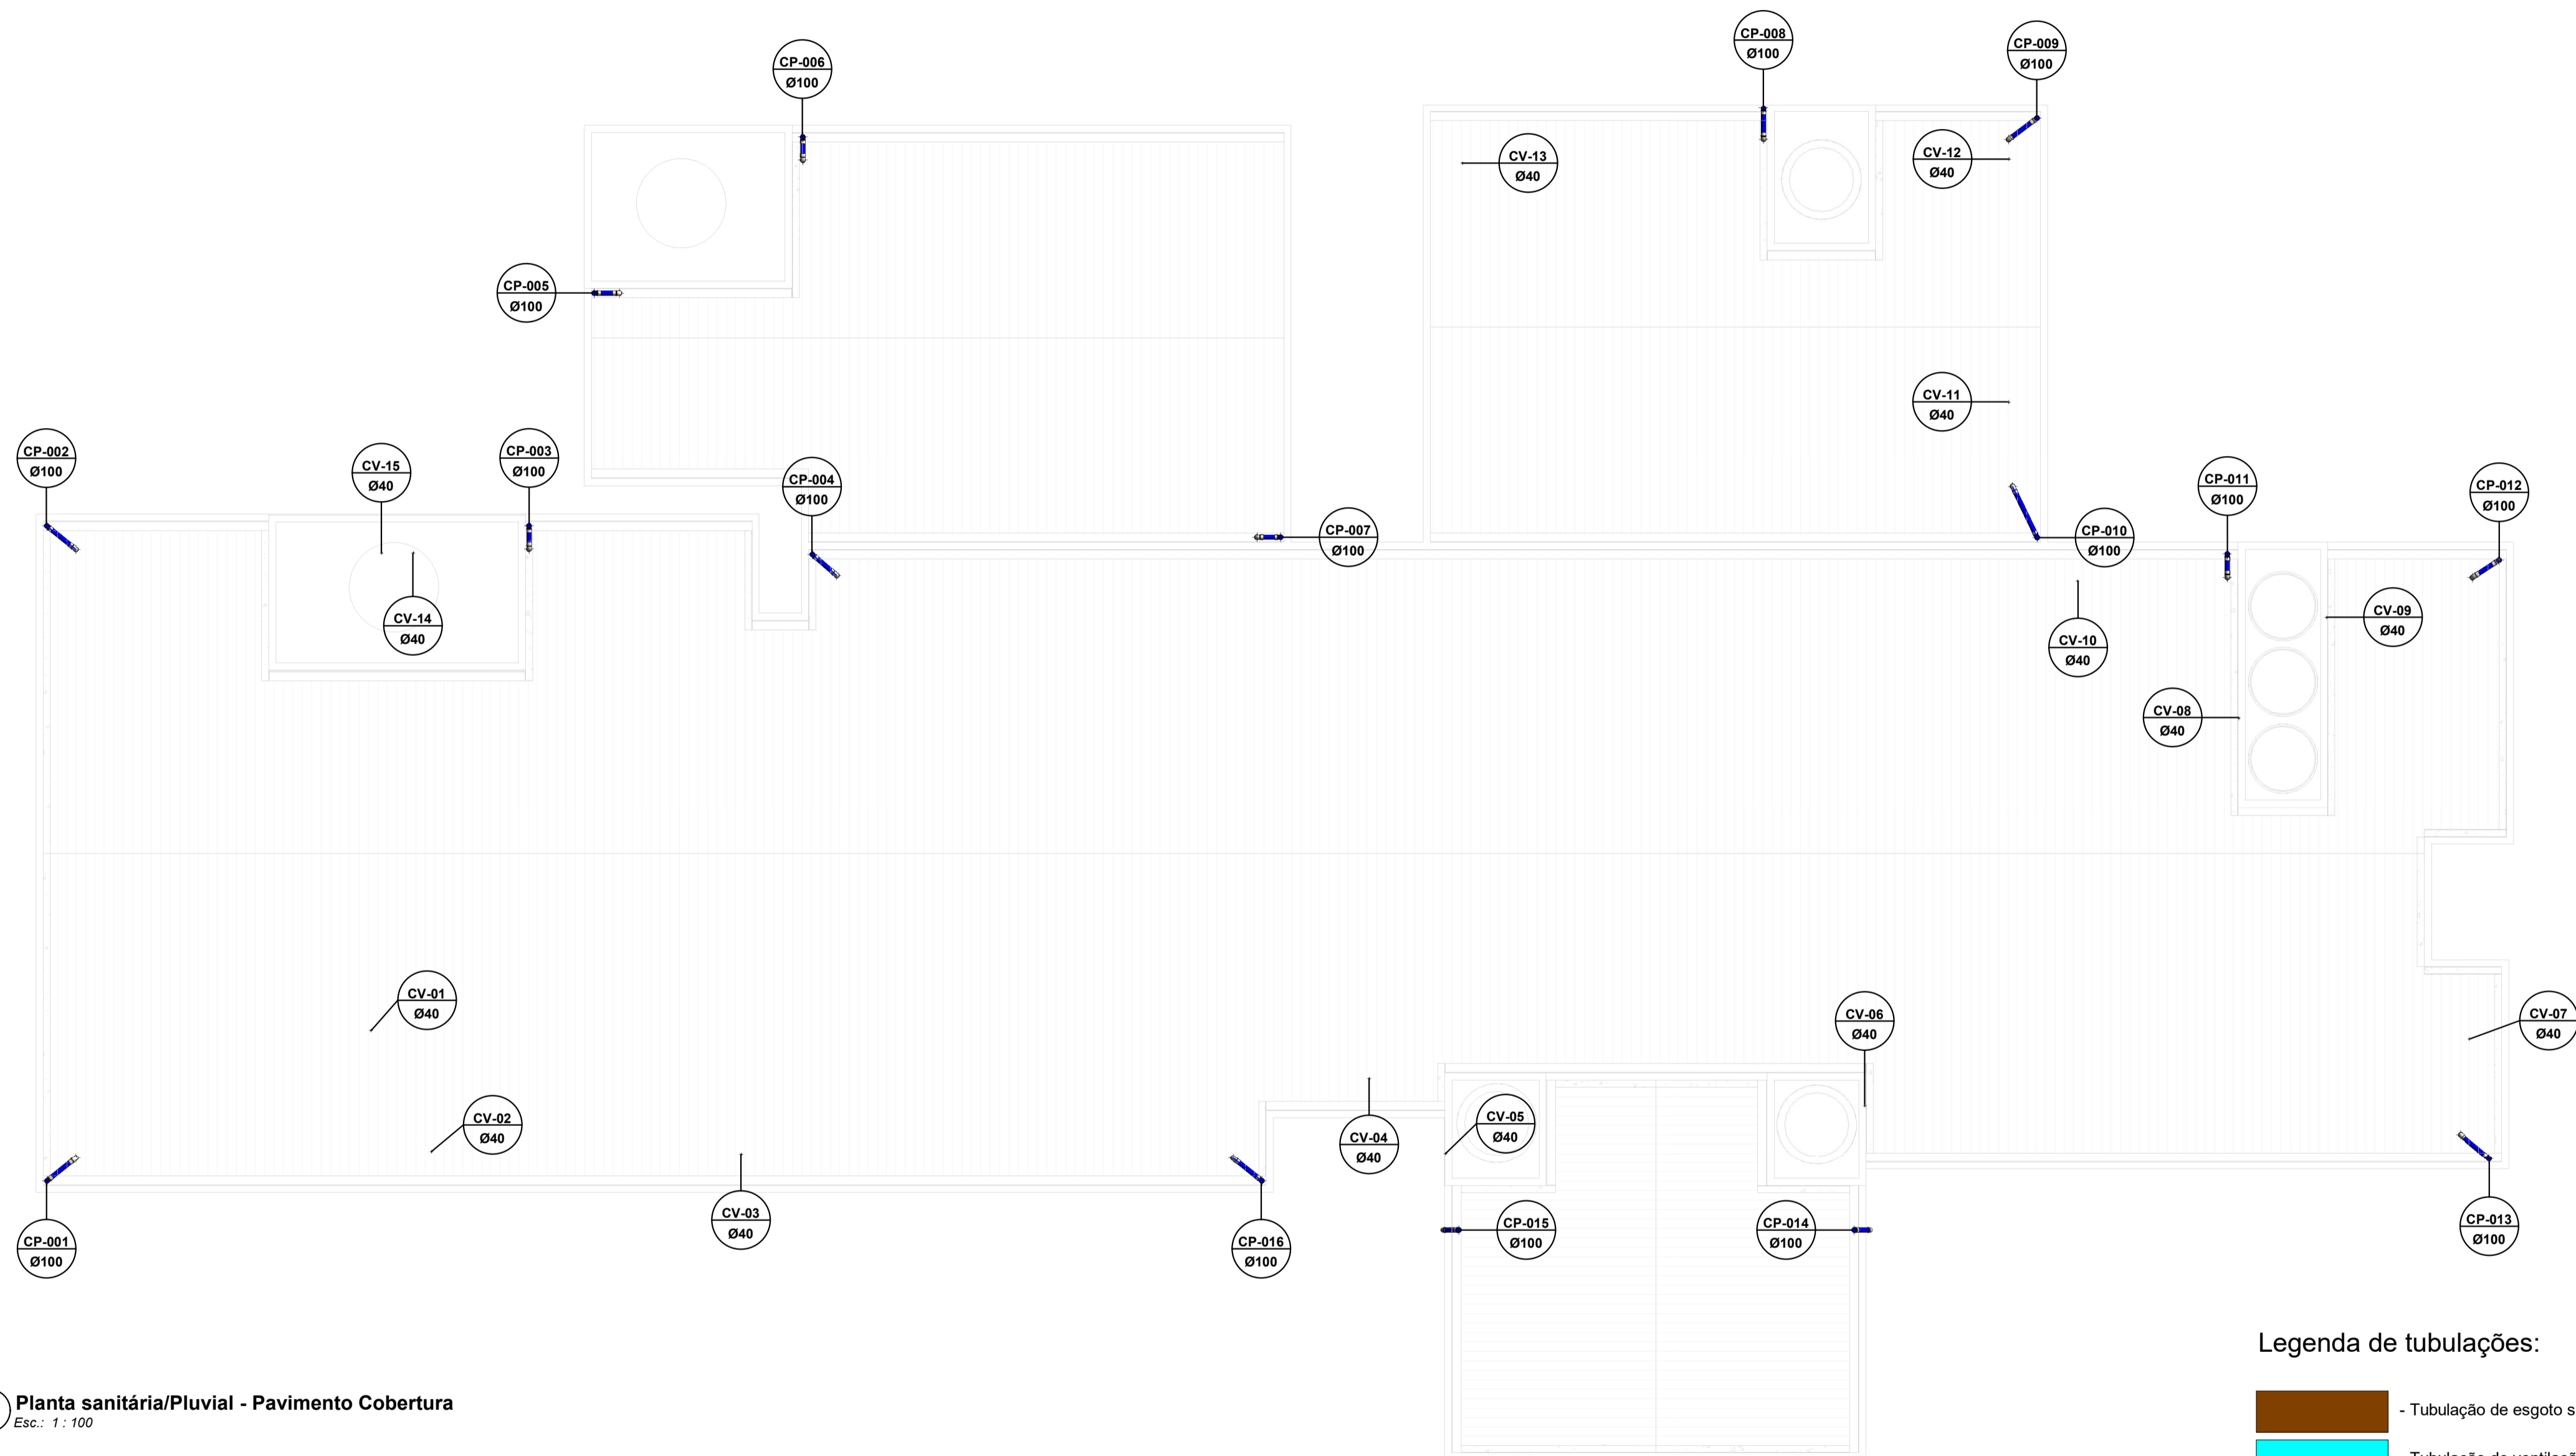 CP-008
Ø100
CP-009
Ø100
CP-006
Ø100
CV-13
Ø40
CV-12
Ø40
CP-005
Ø100
CV-11
Ø40
CP-002
Ø100
CV-15
Ø40
CP-003
Ø100
CP-004
Ø100
CP-011
Ø100
CP-012
Ø100
CP-007
Ø100
CP-010
Ø100
CV-14
Ø40
CV-09
Ø40
CV-10
Ø40
CV-08
Ø40
CV-01
Ø40
CV-06
Ø40
CV-07
Ø40
CV-02
Ø40
CV-05
Ø40
CV-04
Ø40
CV-03
Ø40
CP-001
Ø100
CP-016
Ø100
CP-015
Ø100
CP-014
Ø100
CP-013
Ø100
Legenda de tubulações:
Planta sanitária/Pluvial - Pavimento Cobertura
Esc.: 1 : 100
- Tubulação de esgoto s